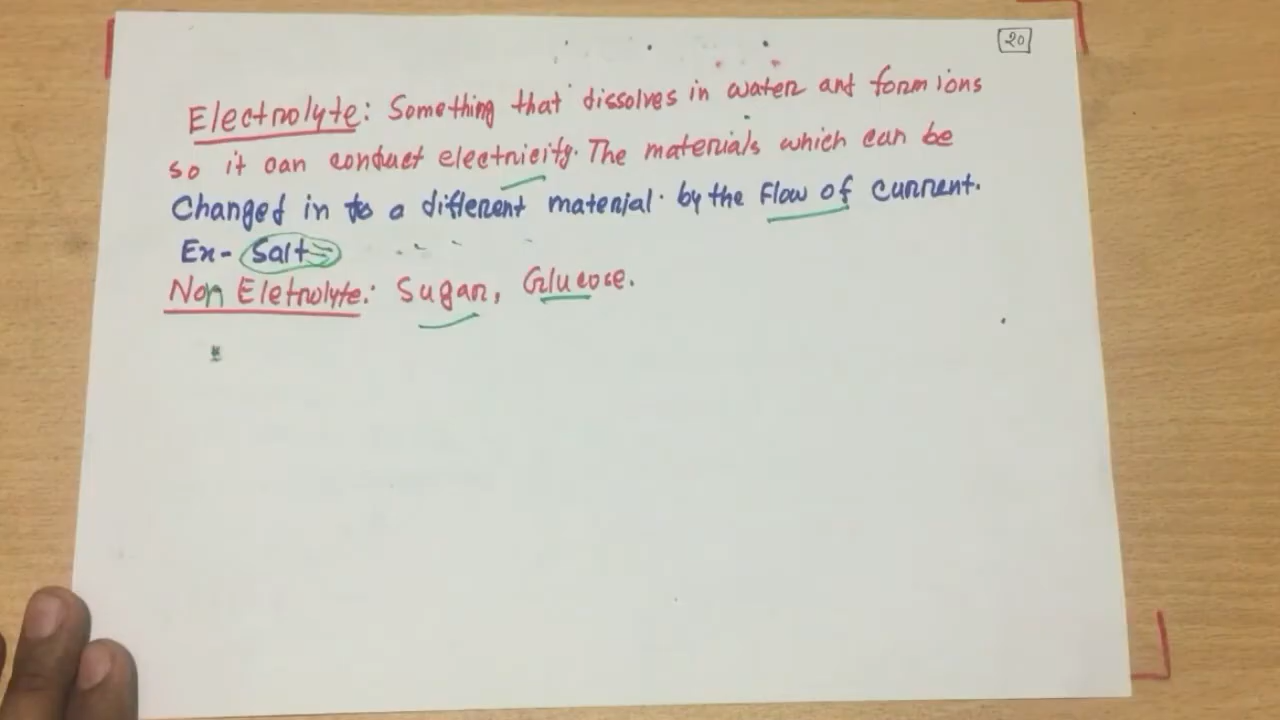 20
Electrolyte: Something that dissolves in water and form ions
so it can conduct electricity. The materials which can be
Changed in to a different material. by the Flow of current.
Ex- Salt
Non Eletrolyte: Sugar, Glucose.